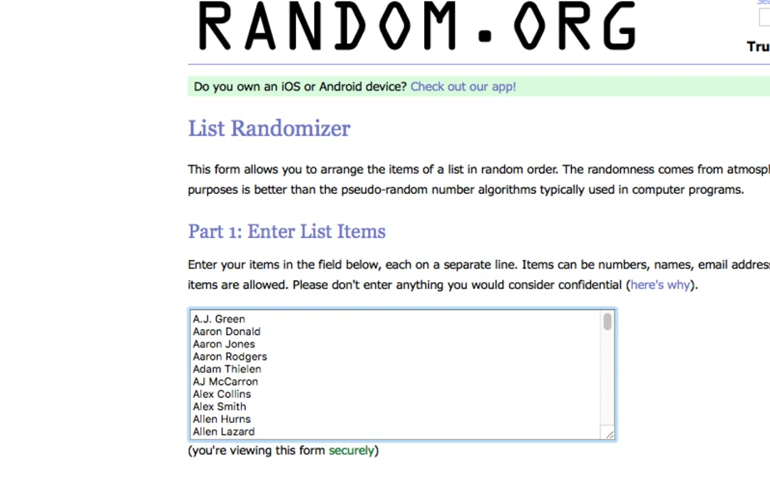 Se
RANDOM.ORG
Tru
Do you own an iOS or Android device? Check out our app!
List Randomizer
This form allows you to arrange the items of a list in random order. The randomness comes from atmosph
purposes is better than the pseudo-random number algorithms typically used in computer programs.
Part 1: Enter List Items
Enter your items in the field below, each on a separate line. Items can be numbers, names, email address
items are allowed. Please don't enter anything you would consider confidential (here's why).
A.J. Green
Aaron Donald
Aaron Jones
Aaron Rodgers
Adam Thielen
AJ McCarron
Alex Collins
Alex Smith
Allen Hurns
Allen Lazard
(you're viewing this form securely)